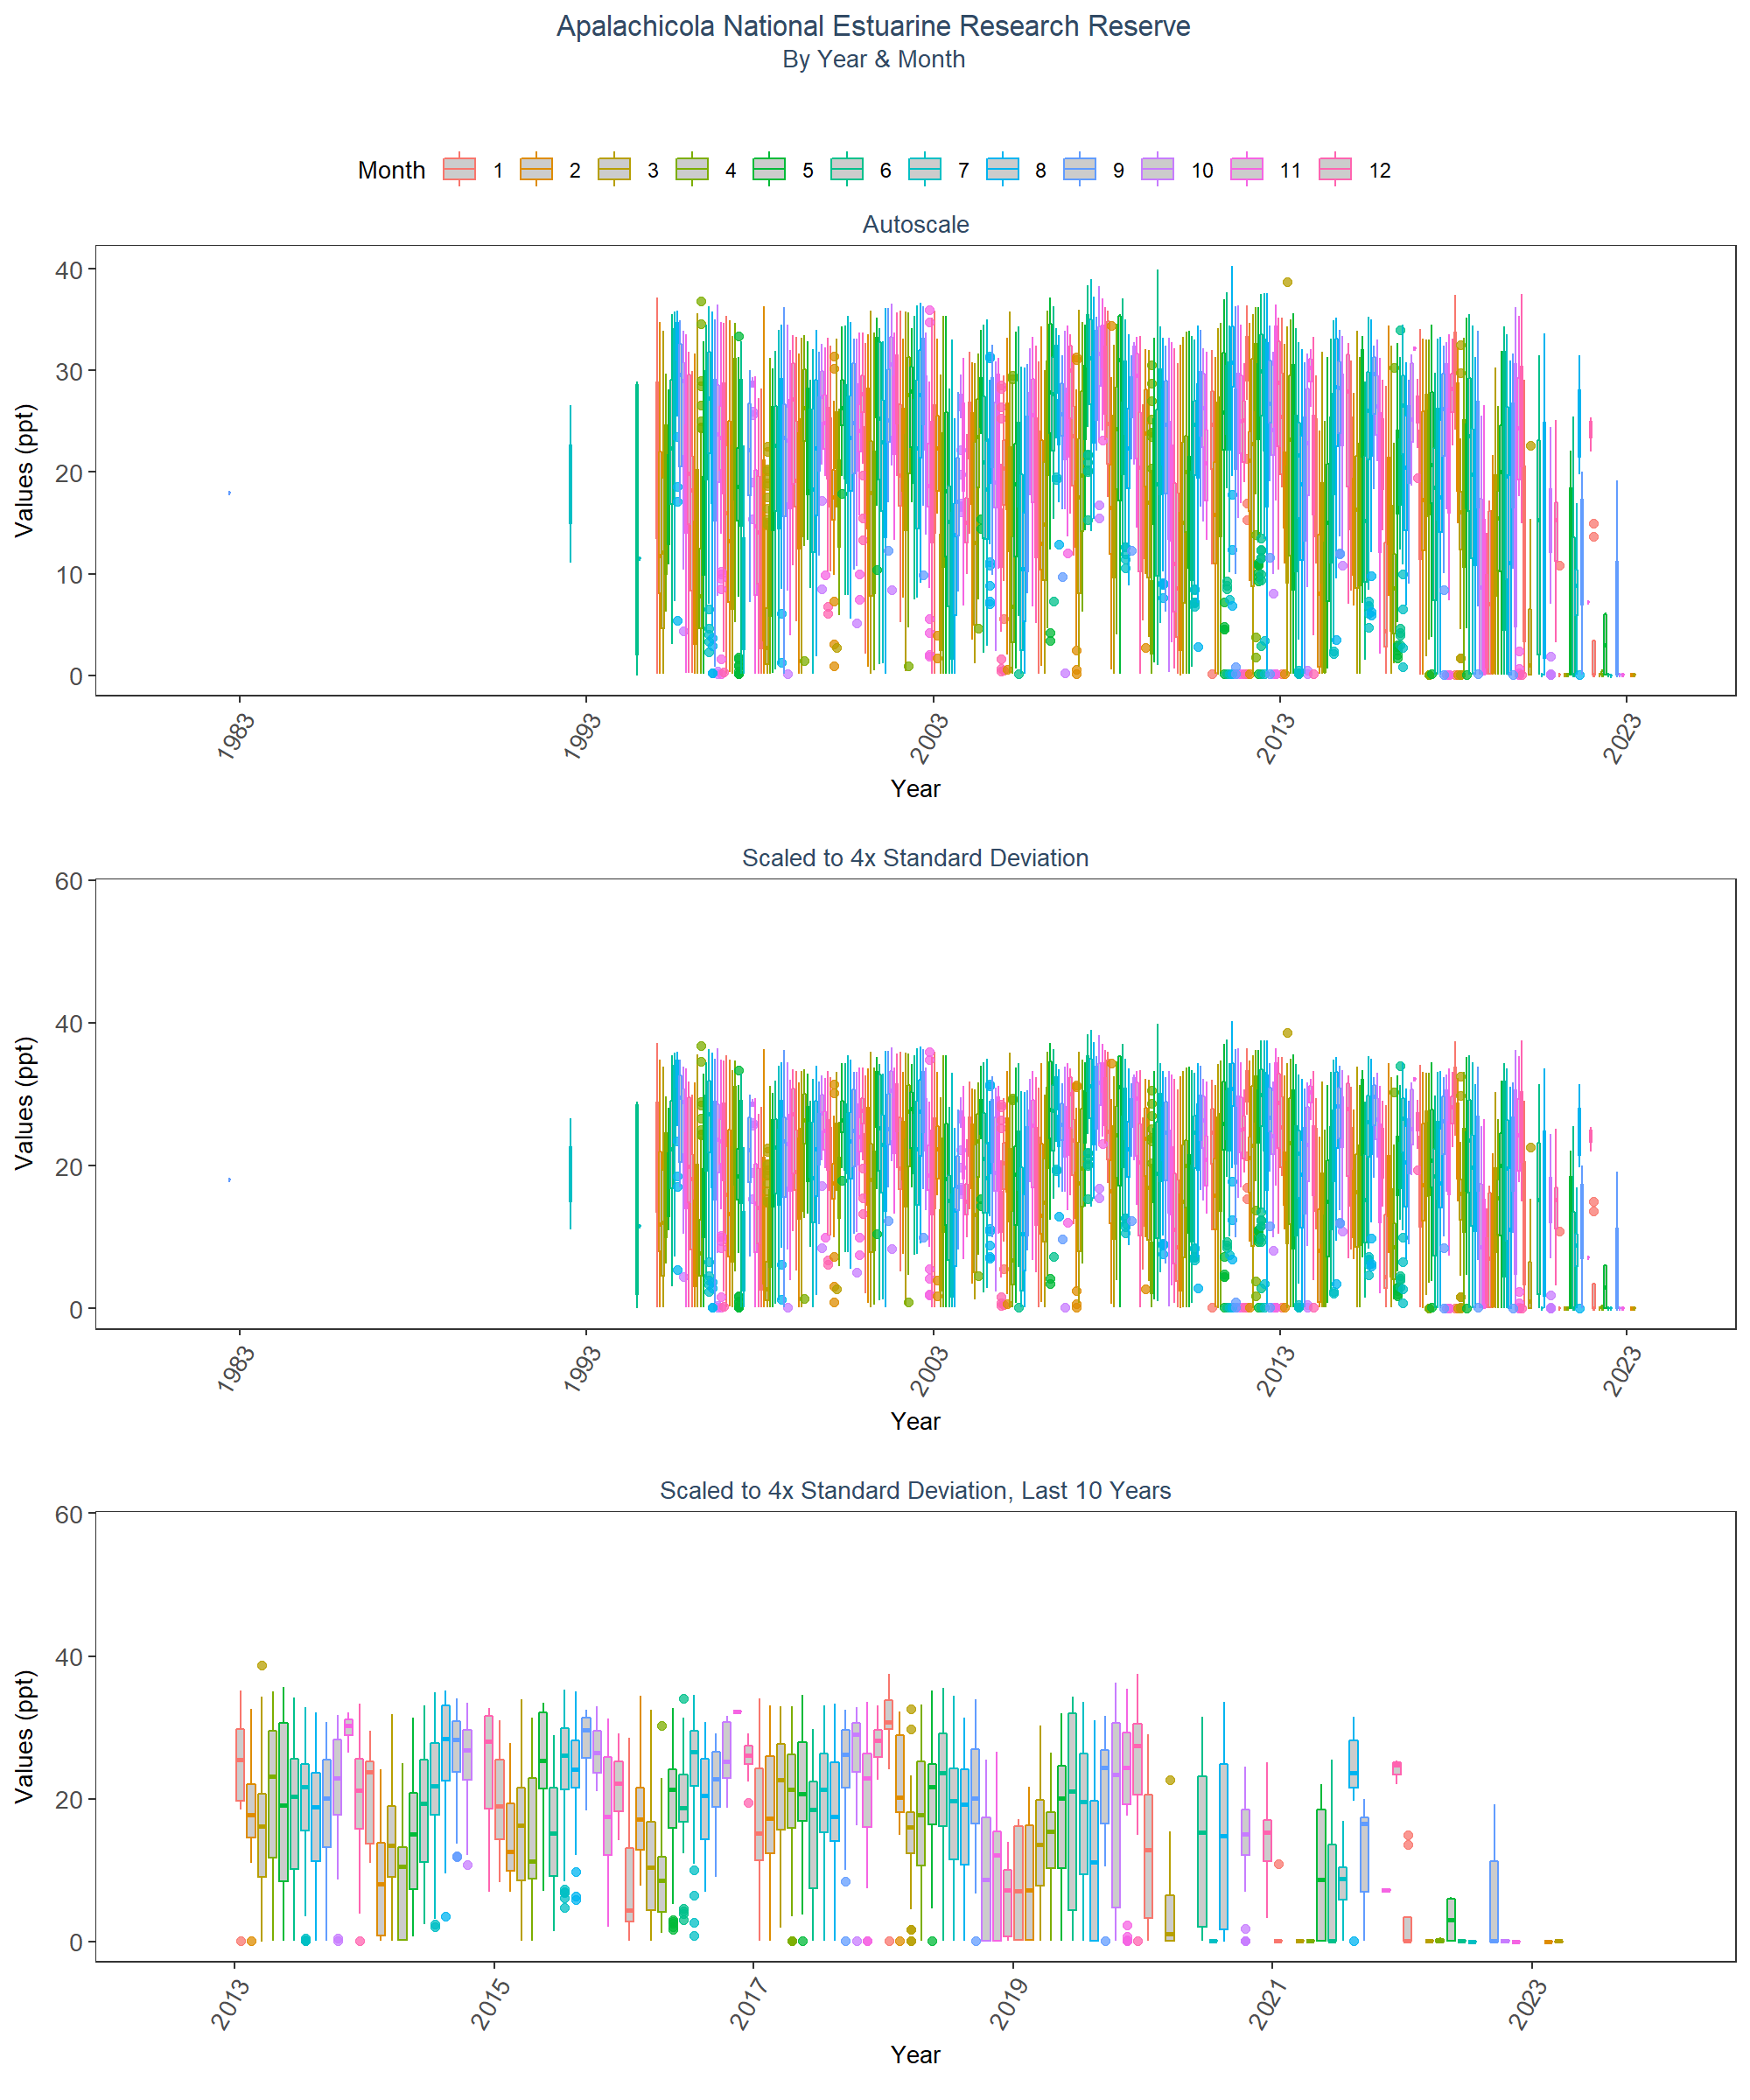 Apalachicola National Estuarine Research Reserve
By Year & Month
Month 1 2 3 4 5 6 7 8 9 10 11 12
Autoscale
Values (ppt)
40
30
20
10
0
1983 1993 2003 2013 2023
Year
Scaled to 4x Standard Deviation
Values (ppt)
60
40
20
0
1983 1993 2003 2013 2023
Year
Scaled to 4x Standard Deviation, Last 10 Years
Values (ppt)
60
40
20
0
2013 2015 2017 2019 2021 2023
Year